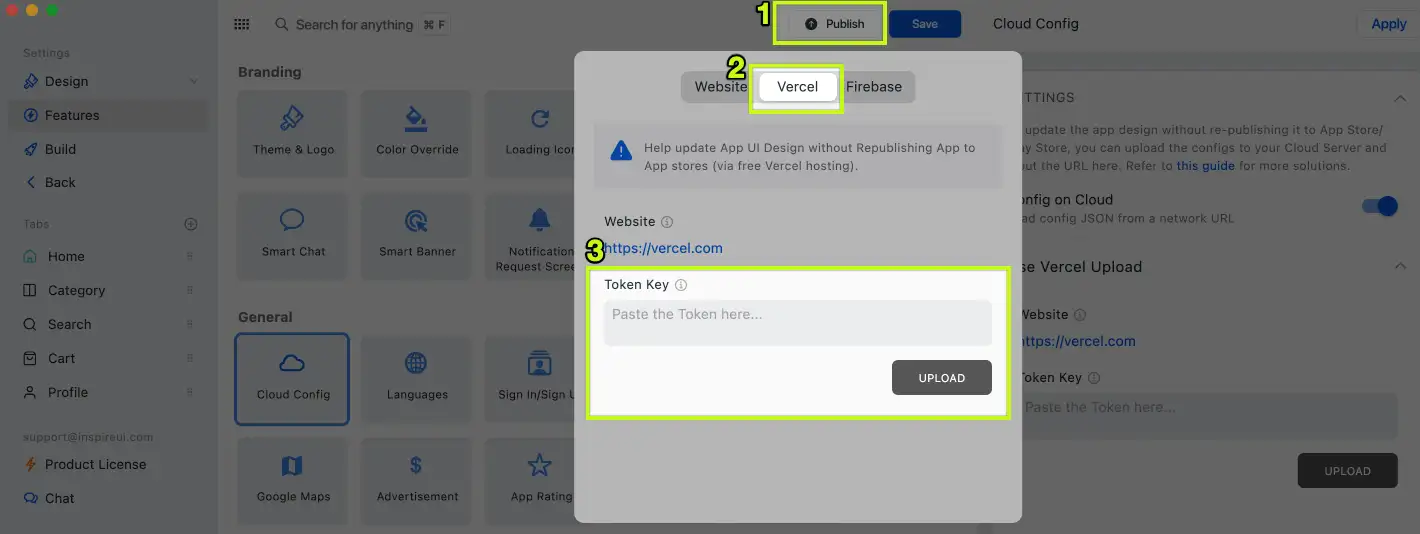 Settings
Design
Features
Build
Back
Tabs
Home
Category
Search
Cart
Profile
support@inspireui.com
Product License
Chat
Search for anything ⌘ F
1
Publish
Save
Cloud Config
Apply
Branding
Theme & Logo
Color Override
Loading Icon
Smart Chat
Smart Banner
Notification
Request Scre
General
Cloud Config
Languages
Sign In/Sign U
Google Maps
Advertisement
App Rating
2
Website
Vercel
Firebase
Help update App UI Design without Republishing App to
App stores (via free Vercel hosting).
Website
3
https://vercel.com
Token Key
Paste the Token here...
UPLOAD
TTINGS
update the app design without re-publishing it to App Store/
ay Store, you can upload the configs to your Cloud Server and
out the URL here. Refer to this guide for more solutions.
onfig on Cloud
ad config JSON from a network URL
se Vercel Upload
Website
https://vercel.com
Token Key
Paste the Token here...
UPLOAD